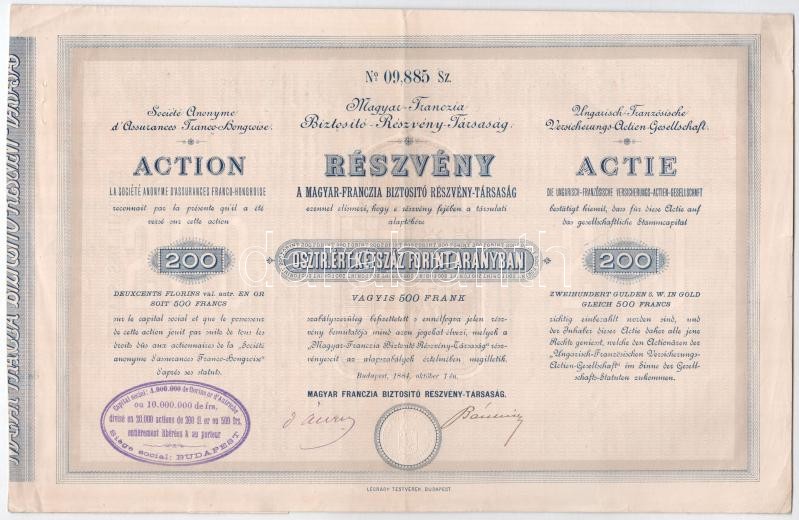 Nº 09,885 Sz.
Société Anonyme
d'Assurances Franco-Hongroise.
ACTION
LA SOCIÉTÉ ANONYME D'ASSURANCES FRANCO-HONGROISE
reconnait par la présente qu'il a été
versé sur cette action
200
DEUXCENTS FLORINS val. autr. EN OR
SOIT 500 FRANCS
sur le capital social et que le possesseur
de cette action jouit par suite de tous les
droits dûs aux actionnaires de la "Société
anonyme d'assurances Franco-Hongroise"
d'après ses statuts.
Magyar-Franczia
Biztosító-Részvény-Társaság.
RÉSZVÉNY
A MAGYAR-FRANCZIA BIZTOSITÓ RÉSZVÉNY-TÁRSASÁG
ezennel elismeri, hogy e részvény fejében a társulati
alaptőkére
OSZTR. ÉRT. KÉTSZÁZ FORINT ARANYBAN
VAGYIS 500 FRANK
szabályszerüleg befizettetett s ennélfogva jelen rész-
vény bemutatója mind azon jogokat élvezi, melyek a
"Magyar-Franczia Biztosító Részvény-Társaság" rész-
vényeseit az alapszabályok értelmében megilletik.
Budapest, 1884. október 1-én.
MAGYAR FRANCZIA BIZTOSITÓ RÉSZVÉNY-TÁRSASÁG.
Ungarisch-Französische
Versicherungs-Actien-Gesellschaft.
ACTIE
DIE UNGARISCH-FRANZÖSISCHE VERSICHERUNGS-ACTIEN-GESELLSCHAFT
bestätigt hiemit, dass für diese Actie auf
das gesellschaftliche Stammcapital
200
ZWEIHUNDERT GULDEN ö. W. IN GOLD
GLEICH 500 FRANCS
richtig einbezahlt worden sind, und
der Inhaber dieser Actie daher alle jene
Rechte geniest, welche den Actionären der
"Ungarisch-Französischen Versicherungs-
Actien-Gesellschaft" im Sinne der Gesell-
schafts-Statuten zukommen.
Capital social: 4.000.000 de florins or d'Autriche
ou 10.000.000 de frs.
divisé en 20.000 actions de 200 fl or ou 500 frs.
entièrement libérées & au porteur
Siège social: BUDAPEST
LÉGRÁDY TESTVÉREK, BUDAPEST.
darabanth